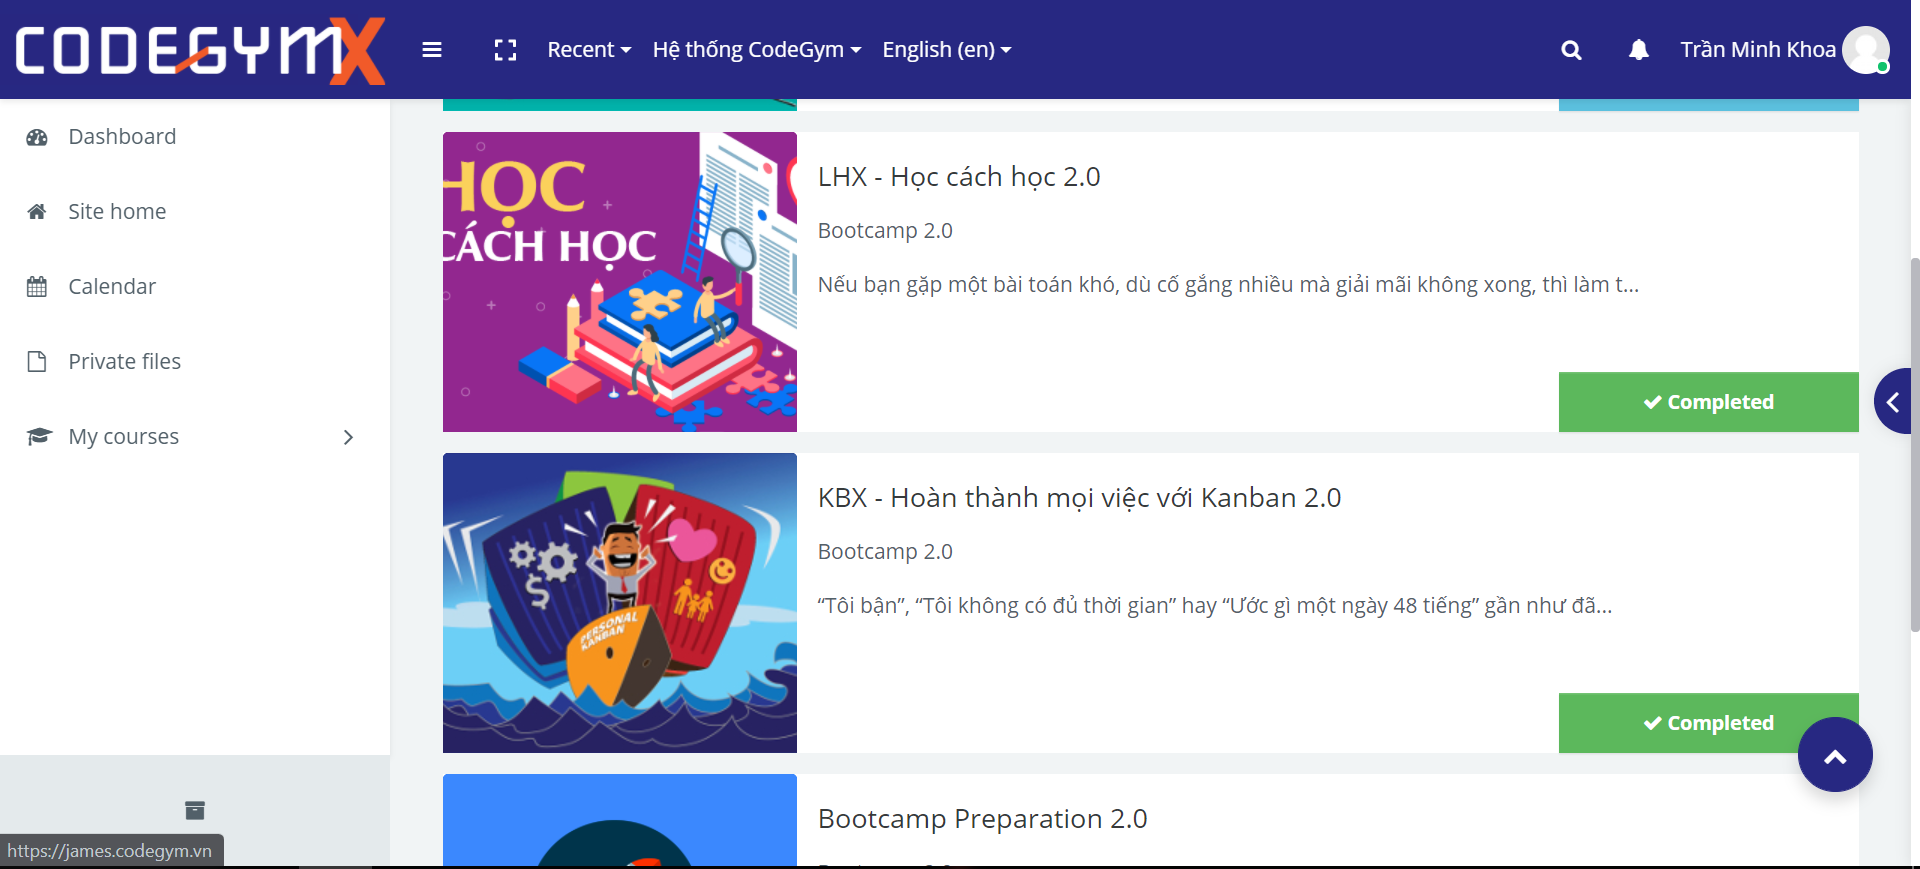 CODEGYMX
Recent
Hệ thống CodeGym
English (en)
Trần Minh Khoa
Dashboard
Site home
Calendar
Private files
My courses
HỌC
CÁCH HỌC
LHX - Học cách học 2.0
Bootcamp 2.0
Nếu bạn gặp một bài toán khó, dù cố gắng nhiều mà giải mãi không xong, thì làm t...
Completed
PERSONAL
KANBAN
KBX - Hoàn thành mọi việc với Kanban 2.0
Bootcamp 2.0
“Tôi bận”, “Tôi không có đủ thời gian” hay “Ước gì một ngày 48 tiếng” gần như đã...
Completed
Bootcamp Preparation 2.0
https://james.codegym.vn